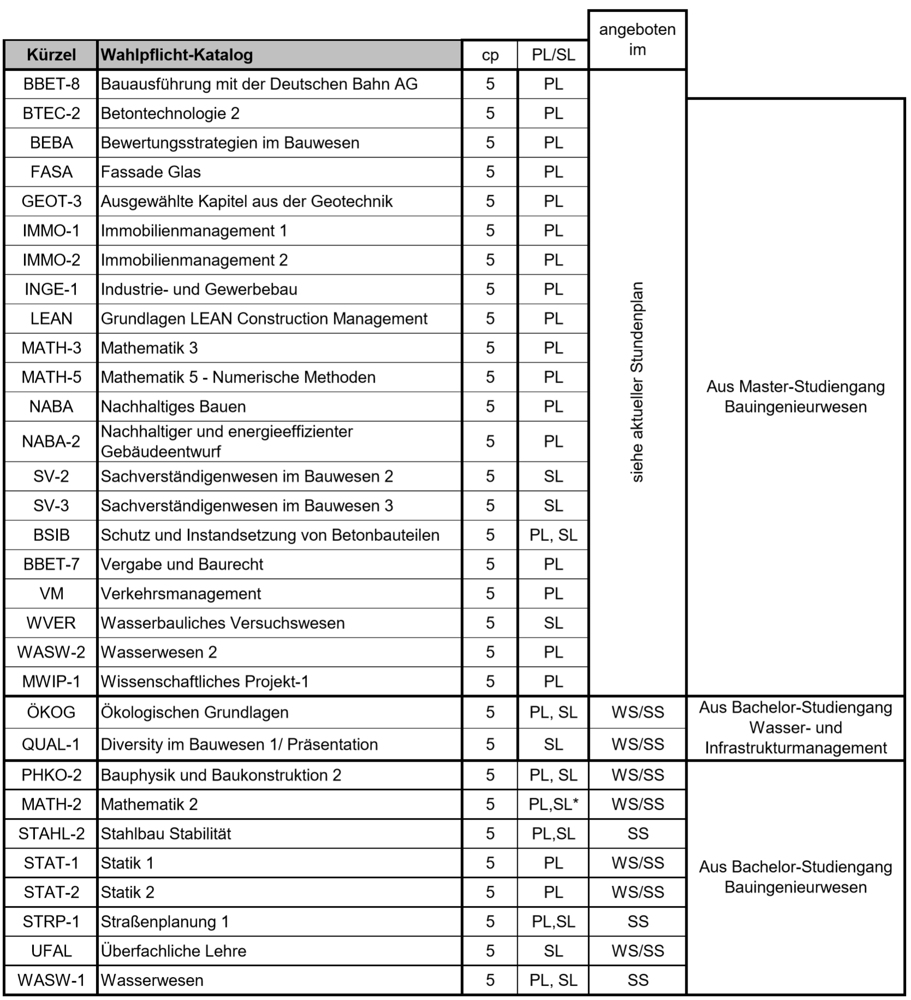 angeboten
im
Kürzel Wahlpflicht-Katalog cp PL/SL
BBET-8 Bauausführung mit der Deutschen Bahn AG 5 PL
BTEC-2 Betontechnologie 2 5 PL
BEBA Bewertungsstrategien im Bauwesen 5 PL
FASA Fassade Glas 5 PL
GEOT-3 Ausgewählte Kapitel aus der Geotechnik 5 PL
IMMO-1 Immobilienmanagement 1 5 PL
IMMO-2 Immobilienmanagement 2 5 PL
INGE-1 Industrie- und Gewerbebau 5 PL
LEAN Grundlagen LEAN Construction Management 5 PL
MATH-3 Mathematik 3 5 PL
MATH-5 Mathematik 5 - Numerische Methoden 5 PL
NABA Nachhaltiges Bauen 5 PL
NABA-2 Nachhaltiger und energieeffizienter
Gebäudeentwurf 5 PL
SV-2 Sachverständigenwesen im Bauwesen 2 5 SL
SV-3 Sachverständigenwesen im Bauwesen 3 5 SL
BSIB Schutz und Instandsetzung von Betonbauteilen 5 PL, SL
BBET-7 Vergabe und Baurecht 5 PL
VM Verkehrsmanagement 5 PL
WVER Wasserbauliches Versuchswesen 5 SL
WASW-2 Wasserwesen 2 5 PL
MWIP-1 Wissenschaftliches Projekt-1 5 PL
siehe aktueller Stundenplan
Aus Master-Studiengang
Bauingenieurwesen
ÖKOG Ökologischen Grundlagen 5 PL, SL WS/SS
QUAL-1 Diversity im Bauwesen 1/ Präsentation 5 SL WS/SS
Aus Bachelor-Studiengang
Wasser- und
Infrastrukturmanagement
PHKO-2 Bauphysik und Baukonstruktion 2 5 PL, SL WS/SS
MATH-2 Mathematik 2 5 PL,SL* WS/SS
STAHL-2 Stahlbau Stabilität 5 PL,SL SS
STAT-1 Statik 1 5 PL WS/SS
STAT-2 Statik 2 5 PL WS/SS
STRP-1 Straßenplanung 1 5 PL,SL SS
UFAL Überfachliche Lehre 5 SL WS/SS
WASW-1 Wasserwesen 5 PL, SL SS
Aus Bachelor-Studiengang
Bauingenieurwesen